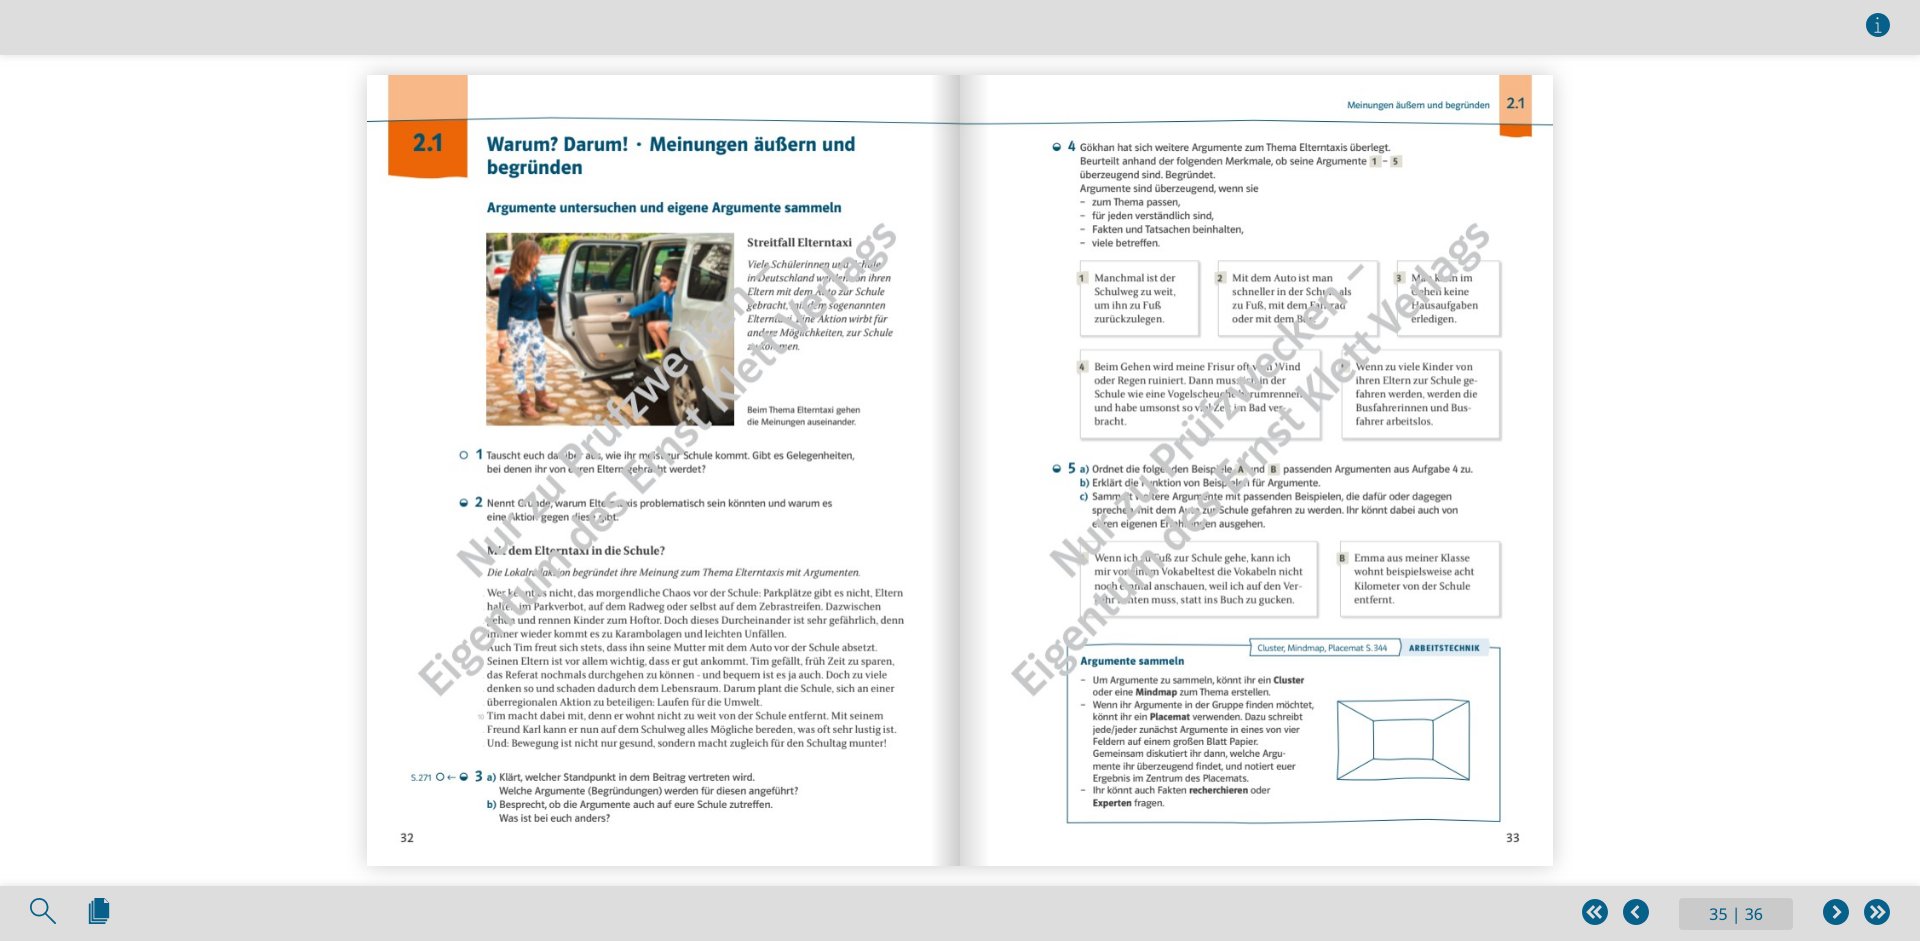 2.1
Warum? Darum! · Meinungen äußern und
begründen
Argumente untersuchen und eigene Argumente sammeln
Streitfall Elterntaxi
Viele Schülerinnen und Schüler
in Deutschland werden von ihren
Eltern mit dem Auto zur Schule
gebracht, mit dem sogenannten
Elterntaxi. Eine Aktion wirbt für
andere Möglichkeiten, zur Schule
zu kommen.
Beim Thema Elterntaxi gehen
die Meinungen auseinander.
1 Tauscht euch darüber aus, wie ihr meist zur Schule kommt. Gibt es Gelegenheiten,
bei denen ihr von euren Eltern gebracht werdet?
2 Nennt Gründe, warum Elterntaxis problematisch sein könnten und warum es
eine Aktion gegen diese gibt.
Mit dem Elterntaxi in die Schule?
Die Lokalredaktion begründet ihre Meinung zum Thema Elterntaxis mit Argumenten.
Wer kennt es nicht, das morgendliche Chaos vor der Schule: Parkplätze gibt es nicht, Eltern
halten im Parkverbot, auf dem Radweg oder selbst auf dem Zebrastreifen. Dazwischen
gehen und rennen Kinder zum Hoftor. Doch dieses Durcheinander ist sehr gefährlich, denn
immer wieder kommt es zu Karambolagen und leichten Unfällen.
Auch Tim freut sich stets, dass ihn seine Mutter mit dem Auto vor der Schule absetzt.
Seinen Eltern ist vor allem wichtig, dass er gut ankommt. Tim gefällt, früh Zeit zu sparen,
das Referat nochmals durchgehen zu können - und bequem ist es ja auch. Doch zu viele
denken so und schaden dadurch dem Lebensraum. Darum plant die Schule, sich an einer
überregionalen Aktion zu beteiligen: Laufen für die Umwelt.
10 Tim macht dabei mit, denn er wohnt nicht zu weit von der Schule entfernt. Mit seinem
Freund Karl kann er nun auf dem Schulweg alles Mögliche bereden, was oft sehr lustig ist.
Und: Bewegung ist nicht nur gesund, sondern macht zugleich für den Schultag munter!
S.271 ← 3 a) Klärt, welcher Standpunkt in dem Beitrag vertreten wird.
Welche Argumente (Begründungen) werden für diesen angeführt?
b) Besprecht, ob die Argumente auch auf eure Schule zutreffen.
Was ist bei euch anders?
32
Nur zu Prüfzwecken –
Eigentum des Ernst Klett Verlags
Meinungen äußern und begründen 2.1
4 Gökhan hat sich weitere Argumente zum Thema Elterntaxis überlegt.
Beurteilt anhand der folgenden Merkmale, ob seine Argumente 1 – 5
überzeugend sind. Begründet.
Argumente sind überzeugend, wenn sie
– zum Thema passen,
– für jeden verständlich sind,
– Fakten und Tatsachen beinhalten,
– viele betreffen.
1 Manchmal ist der
Schulweg zu weit,
um ihn zu Fuß
zurückzulegen.
2 Mit dem Auto ist man
schneller in der Schule als
zu Fuß, mit dem Fahrrad
oder mit dem Bus.
3 Man kann im
Gehen keine
Hausaufgaben
erledigen.
4 Beim Gehen wird meine Frisur oft vom Wind
oder Regen ruiniert. Dann muss ich in der
Schule wie eine Vogelscheuche herumrennen
und habe umsonst so viel Zeit im Bad ver-
bracht.
Wenn zu viele Kinder von
ihren Eltern zur Schule ge-
fahren werden, werden die
Busfahrerinnen und Bus-
fahrer arbeitslos.
5 a) Ordnet die folgenden Beispiele A und B passenden Argumenten aus Aufgabe 4 zu.
b) Erklärt die Funktion von Beispielen für Argumente.
c) Sammelt weitere Argumente mit passenden Beispielen, die dafür oder dagegen
sprechen, mit dem Auto zur Schule gefahren zu werden. Ihr könnt dabei auch von
euren eigenen Erfahrungen ausgehen.
Wenn ich zu Fuß zur Schule gehe, kann ich
mir vor einem Vokabeltest die Vokabeln nicht
noch einmal anschauen, weil ich auf den Ver-
kehr achten muss, statt ins Buch zu gucken.
B Emma aus meiner Klasse
wohnt beispielsweise acht
Kilometer von der Schule
entfernt.
Cluster, Mindmap, Placemat S. 344 ARBEITSTECHNIK
Argumente sammeln
– Um Argumente zu sammeln, könnt ihr ein Cluster
oder eine Mindmap zum Thema erstellen.
– Wenn ihr Argumente in der Gruppe finden möchtet,
könnt ihr ein Placemat verwenden. Dazu schreibt
jede/jeder zunächst Argumente in eines von vier
Feldern auf einem großen Blatt Papier.
Gemeinsam diskutiert ihr dann, welche Argu-
mente ihr überzeugend findet, und notiert euer
Ergebnis im Zentrum des Placemats.
– Ihr könnt auch Fakten recherchieren oder
Experten fragen.
33
Nur zu Prüfzwecken –
Eigentum des Ernst Klett Verlags
35 | 36